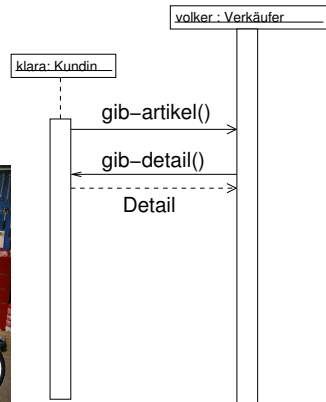 volker : Verkäufer
klara: Kundin
gib–artikel()
gib–detail()
Detail